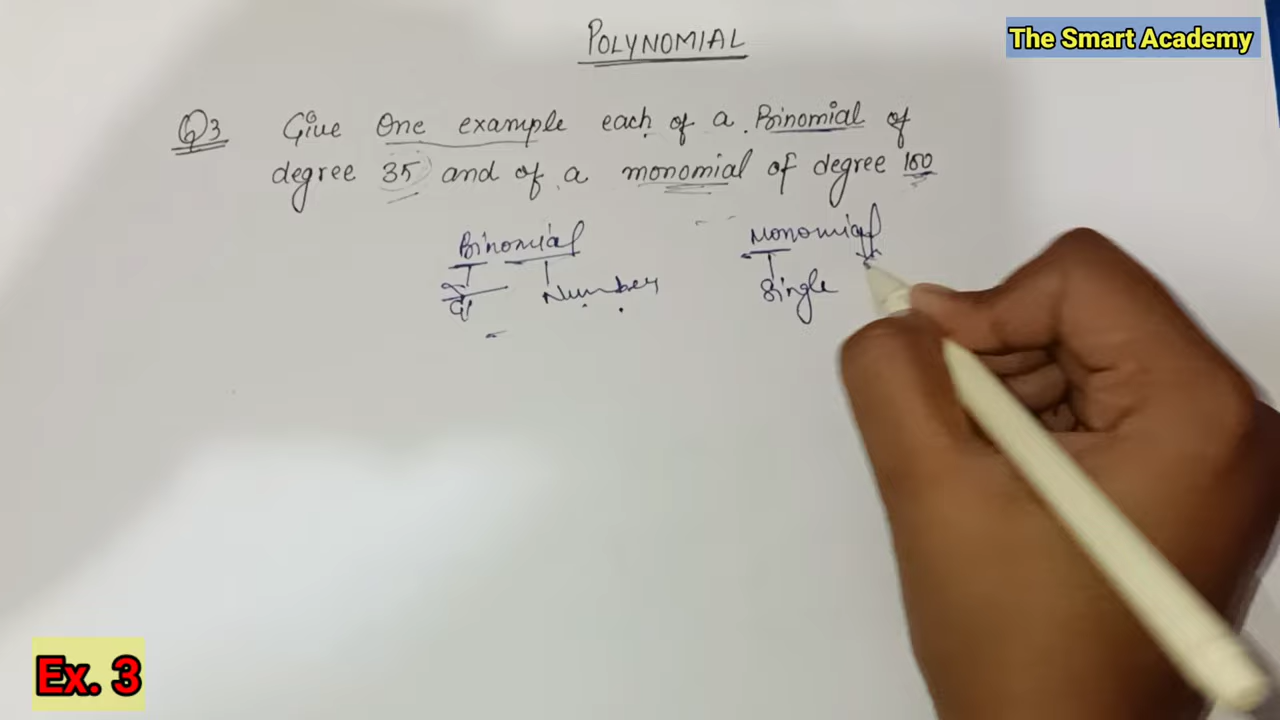 POLYNOMIAL
The Smart Academy
Q3 Give One example each of a Binomial of
degree 35 and of a monomial of degree 100
Binomial Monomial
Number Single
Ex. 3